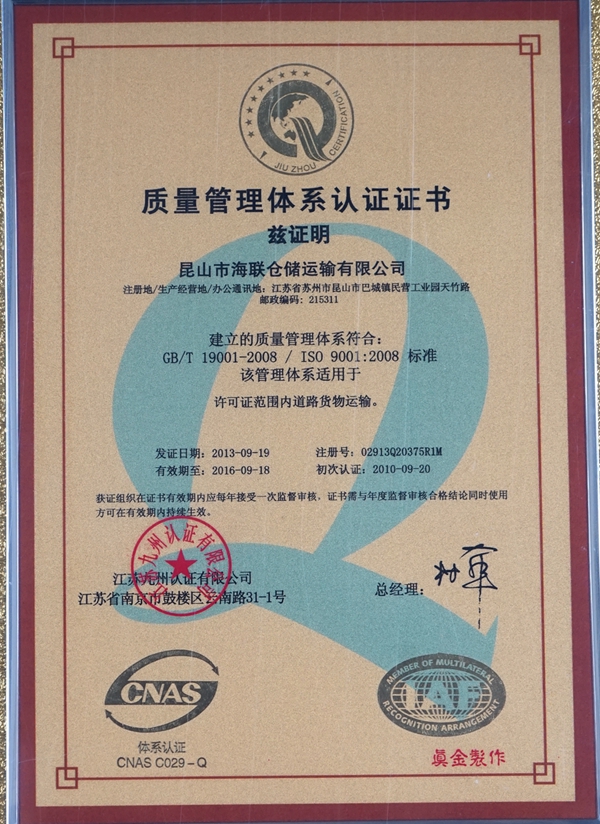 JIU ZHOU CERTIFICATION
质量管理体系认证证书
兹证明
昆山市海联仓储运输有限公司
注册地/生产经营地/办公通讯地：江苏省苏州市昆山市巴城镇民营工业园天竹路
邮政编码: 215311
建立的质量管理体系符合:
GB/T 19001-2008 / ISO 9001:2008 标准
该管理体系适用于
许可证范围内道路货物运输。
发证日期: 2013-09-19 注册号: 02913Q20375R1M
有效期至: 2016-09-18 初次认证: 2010-09-20
获证组织在证书有效期内应每年接受一次监督审核，证书需与年度监督审核合格结论同时使用
方可在有效期内持续生效。
江苏九州认证有限公司
江苏九州认证有限公司
江苏省南京市鼓楼区云南路31-1号
总经理:
CNAS
体系认证
CNAS C029-Q
MEMBER OF MULTILATERAL
IAF
RECOGNITION ARRANGEMENT
真金製作